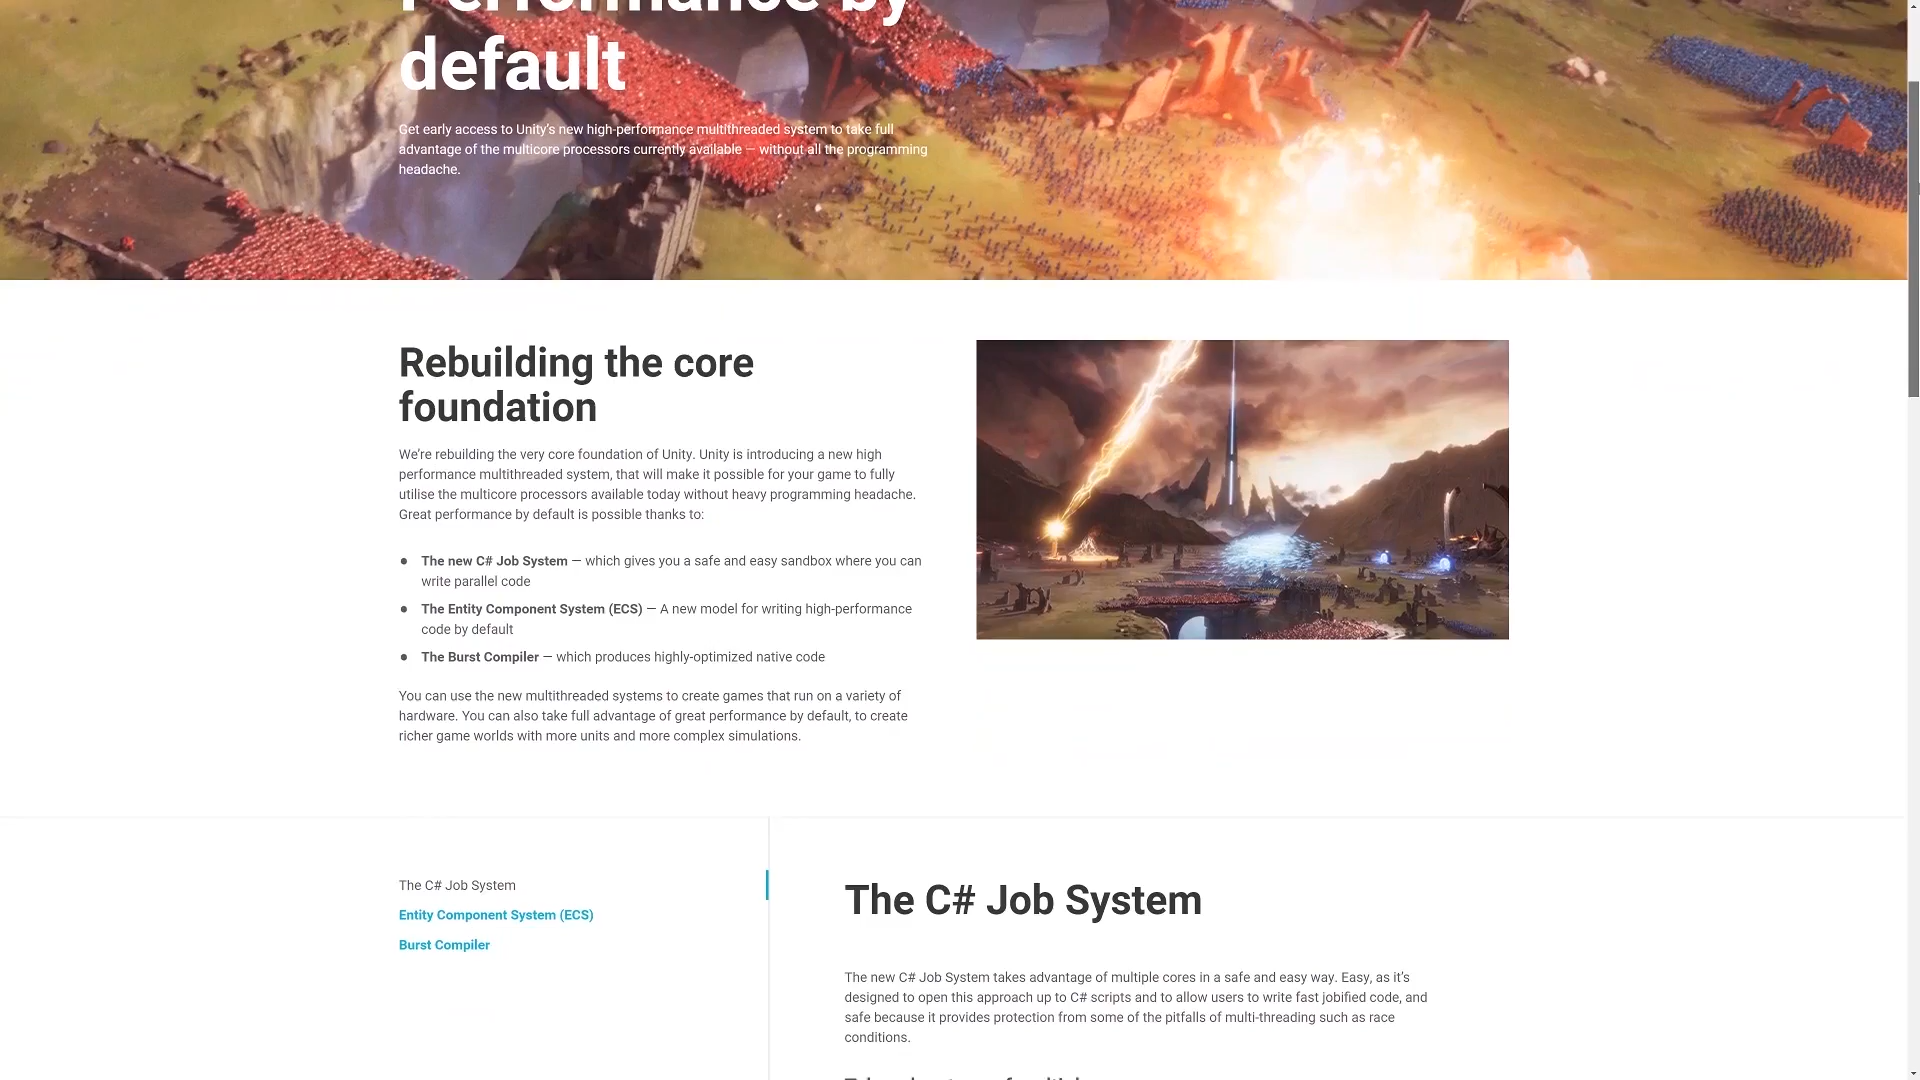 Performance by
default
Get early access to Unity's new high-performance multithreaded system to take full
advantage of the multicore processors currently available — without all the programming
headache.
Rebuilding the core
foundation
We're rebuilding the very core foundation of Unity. Unity is introducing a new high
performance multithreaded system, that will make it possible for your game to fully
utilise the multicore processors available today without heavy programming headache.
Great performance by default is possible thanks to:
● The new C# Job System — which gives you a safe and easy sandbox where you can
write parallel code
● The Entity Component System (ECS) — A new model for writing high-performance
code by default
● The Burst Compiler — which produces highly-optimized native code
You can use the new multithreaded systems to create games that run on a variety of
hardware. You can also take full advantage of great performance by default, to create
richer game worlds with more units and more complex simulations.
The C# Job System
Entity Component System (ECS)
Burst Compiler
The C# Job System
The new C# Job System takes advantage of multiple cores in a safe and easy way. Easy, as it's
designed to open this approach up to C# scripts and to allow users to write fast jobified code, and
safe because it provides protection from some of the pitfalls of multi-threading such as race
conditions.